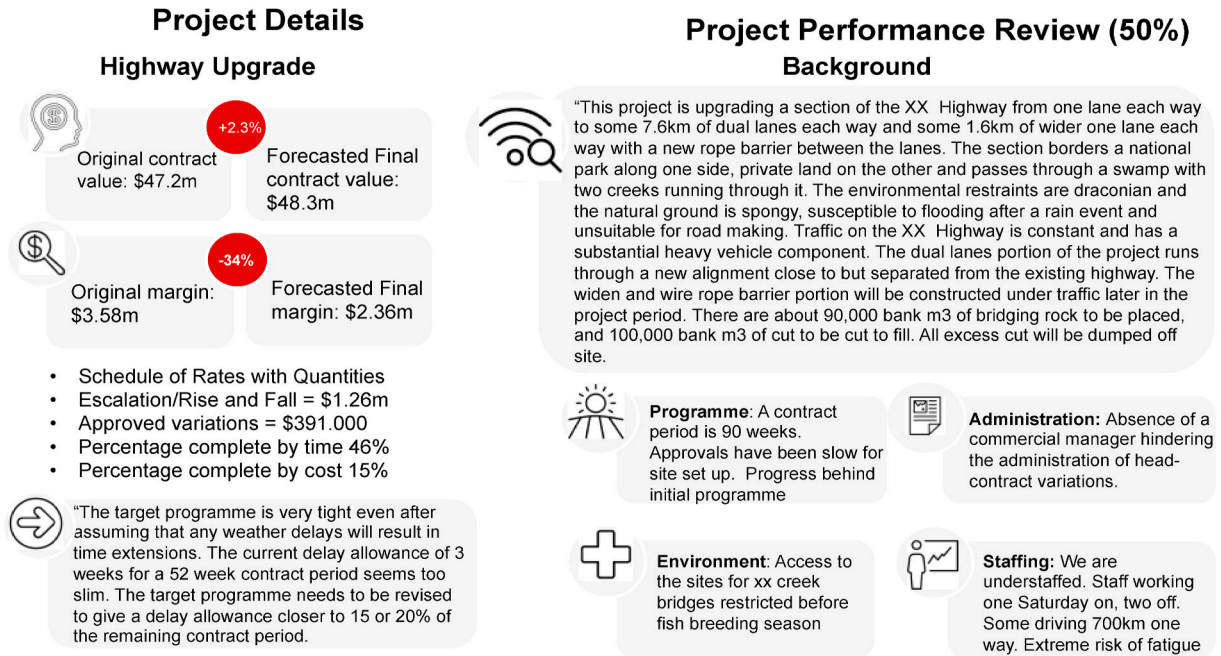 Project Details
Highway Upgrade
+2.3%
Original contract
value: $47.2m
Forecasted Final
contract value:
$48.3m
-34%
Original margin:
$3.58m
Forecasted Final
margin: $2.36m
• Schedule of Rates with Quantities
• Escalation/Rise and Fall = $1.26m
• Approved variations = $391.000
• Percentage complete by time 46%
• Percentage complete by cost 15%
“The target programme is very tight even after
assuming that any weather delays will result in
time extensions. The current delay allowance of 3
weeks for a 52 week contract period seems too
slim. The target programme needs to be revised
to give a delay allowance closer to 15 or 20% of
the remaining contract period.
Project Performance Review (50%)
Background
“This project is upgrading a section of the XX Highway from one lane each way
to some 7.6km of dual lanes each way and some 1.6km of wider one lane each
way with a new rope barrier between the lanes. The section borders a national
park along one side, private land on the other and passes through a swamp with
two creeks running through it. The environmental restraints are draconian and
the natural ground is spongy, susceptible to flooding after a rain event and
unsuitable for road making. Traffic on the XX Highway is constant and has a
substantial heavy vehicle component. The dual lanes portion of the project runs
through a new alignment close to but separated from the existing highway. The
widen and wire rope barrier portion will be constructed under traffic later in the
project period. There are about 90,000 bank m3 of bridging rock to be placed,
and 100,000 bank m3 of cut to be cut to fill. All excess cut will be dumped off
site.
Programme: A contract
period is 90 weeks.
Approvals have been slow for
site set up. Progress behind
initial programme
Administration: Absence of a
commercial manager hindering
the administration of head-
contract variations.
Environment: Access to
the sites for xx creek
bridges restricted before
fish breeding season
Staffing: We are
understaffed. Staff working
one Saturday on, two off.
Some driving 700km one
way. Extreme risk of fatigue